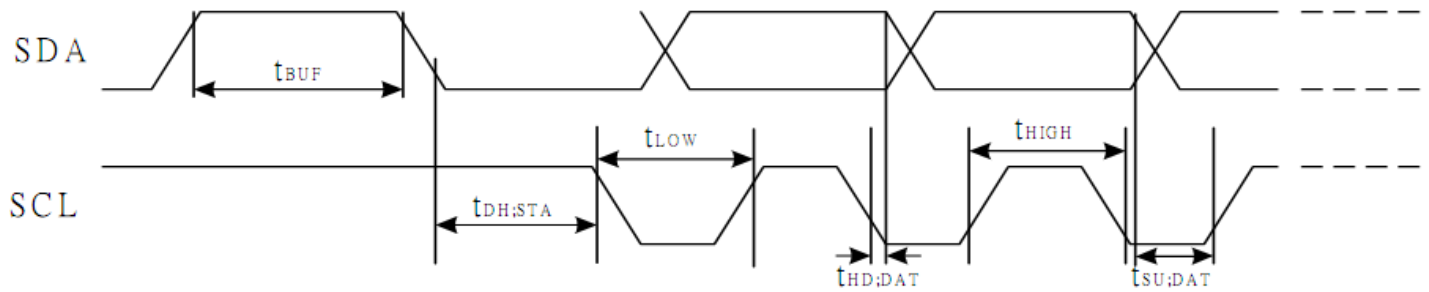 SDA
tBUF
tLOW
tHIGH
SCL
tDH;STA
tHD;DAT
tSU;DAT